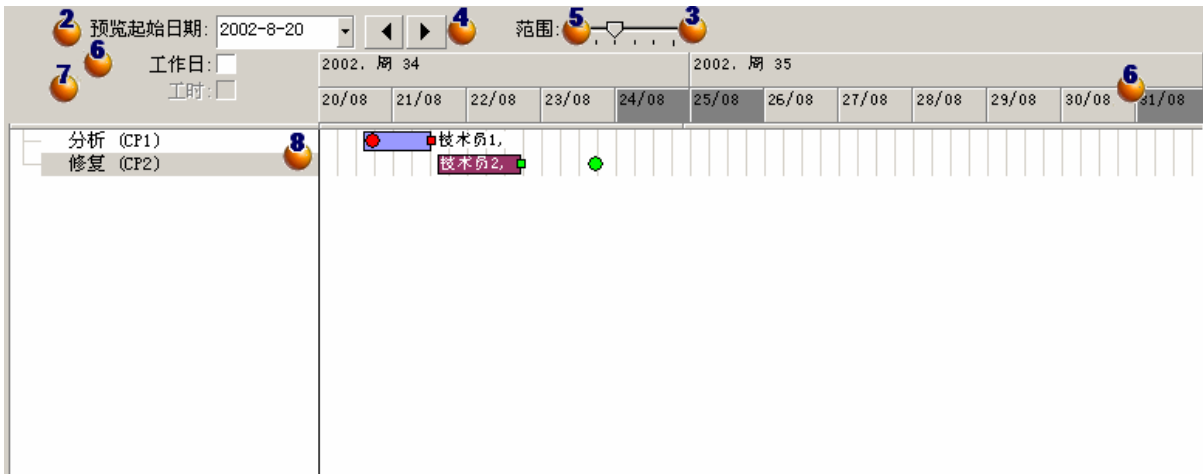 2 预览起始日期: 2002-8-20 4 范围: 5 3
6 工作日:
7 工时:
2002. 周 34 2002. 周 35
6
20/08 21/08 22/08 23/08 24/08 25/08 26/08 27/08 28/08 29/08 30/08 31/08
分析 (CP1) 8 技术员1,
修复 (CP2) 技术员2,